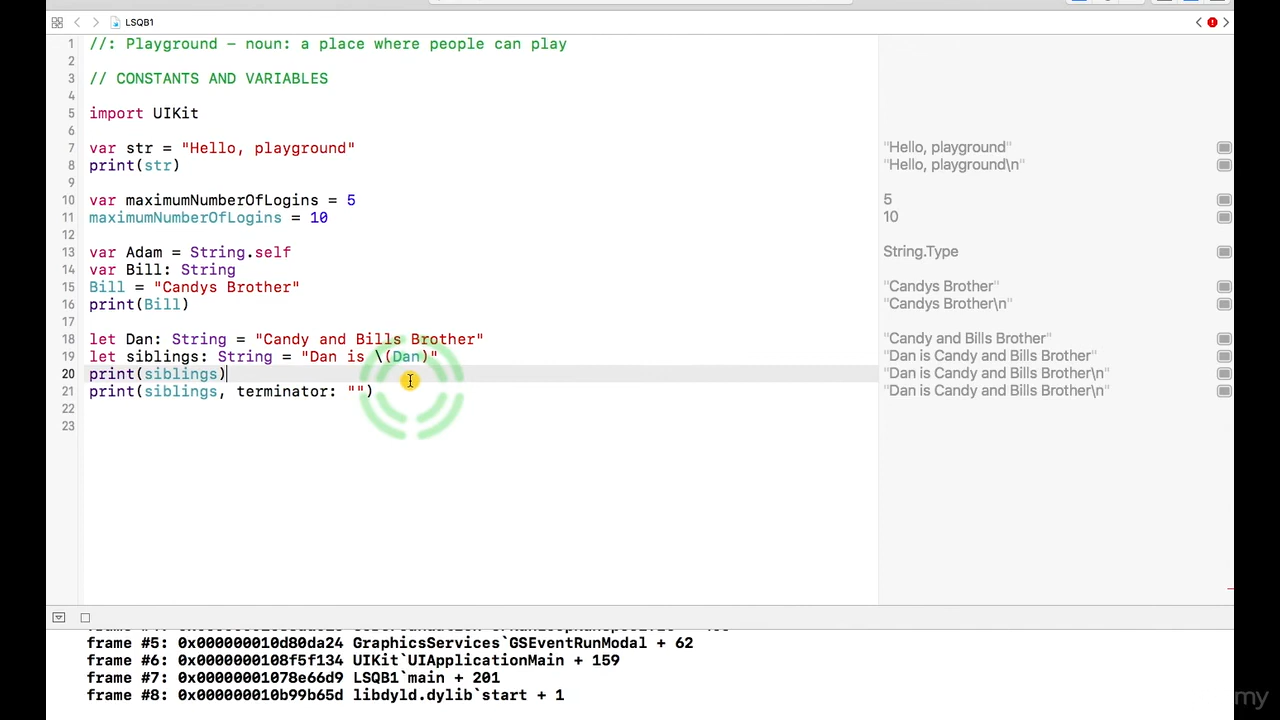 LSQB1
1 //: Playground - noun: a place where people can play
2
3 // CONSTANTS AND VARIABLES
4
5 import UIKit
6
7 var str = "Hello, playground" "Hello, playground"
8 print(str) "Hello, playground\n"
9
10 var maximumNumberOfLogins = 5 5
11 maximumNumberOfLogins = 10 10
12
13 var Adam = String.self String.Type
14 var Bill: String
15 Bill = "Candys Brother" "Candys Brother"
16 print(Bill) "Candys Brother\n"
17
18 let Dan: String = "Candy and Bills Brother" "Candy and Bills Brother"
19 let siblings: String = "Dan is \(Dan)" "Dan is Candy and Bills Brother"
20 print(siblings) "Dan is Candy and Bills Brother\n"
21 print(siblings, terminator: "") "Dan is Candy and Bills Brother\n"
22
23
frame #5: 0x000000010d80da24 GraphicsServices`GSEventRunModal + 62
frame #6: 0x0000000108f5f134 UIKit`UIApplicationMain + 159
frame #7: 0x00000001078e66d9 LSQB1`main + 201
frame #8: 0x000000010b99b65d libdyld.dylib`start + 1
my